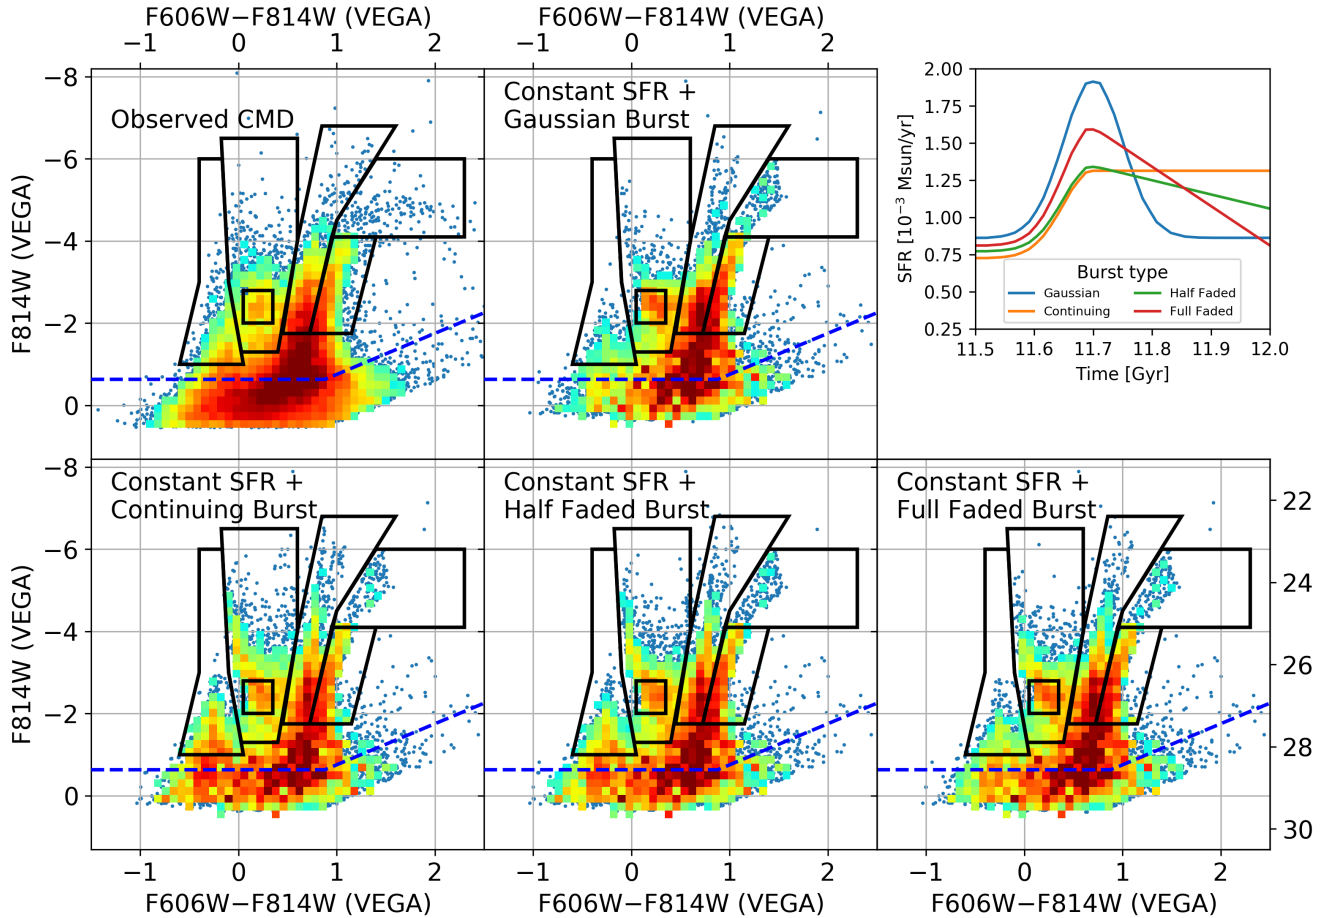 F606W−F814W (VEGA)
F606W−F814W (VEGA)
−1 0 1 2
−1 0 1 2
F814W (VEGA)
−8
−6
−4
−2
0
Observed CMD
Constant SFR +
Gaussian Burst
SFR [10⁻³ Msun/yr]
2.00
1.75
1.50
1.25
1.00
0.75
0.50
0.25
Burst type
Gaussian
Continuing
Half Faded
Full Faded
11.5 11.6 11.7 11.8 11.9 12.0
Time [Gyr]
F814W (VEGA)
−8
−6
−4
−2
0
Constant SFR +
Continuing Burst
Constant SFR +
Half Faded Burst
Constant SFR +
Full Faded Burst
22
24
26
28
30
−1 0 1 2
−1 0 1 2
−1 0 1 2
F606W−F814W (VEGA)
F606W−F814W (VEGA)
F606W−F814W (VEGA)